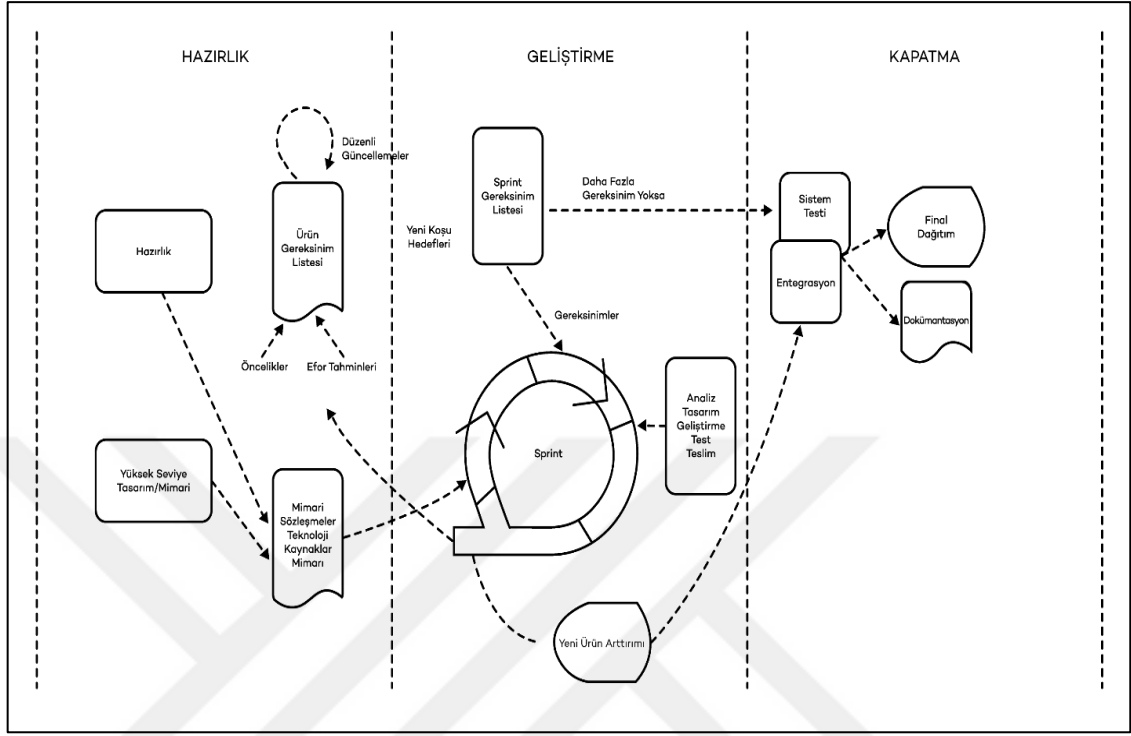 HAZIRLIK
GELİŞTİRME
KAPATMA
Düzenli
Güncellemeler
Hazırlık
Ürün
Gereksinim
Listesi
Öncelikler
Efor Tahminleri
Yüksek Seviye
Tasarım/Mimari
Mimari
Sözleşmeler
Teknoloji
Kaynaklar
Mimarı
Yeni Koşu
Hedefleri
Sprint
Gereksinim
Listesi
Daha Fazla
Gereksinim Yoksa
Gereksinimler
Sprint
Analiz
Tasarım
Geliştirme
Test
Teslim
Yeni Ürün Arttırımı
Sistem
Testi
Entegrasyon
Final
Dağıtım
Dokümantasyon